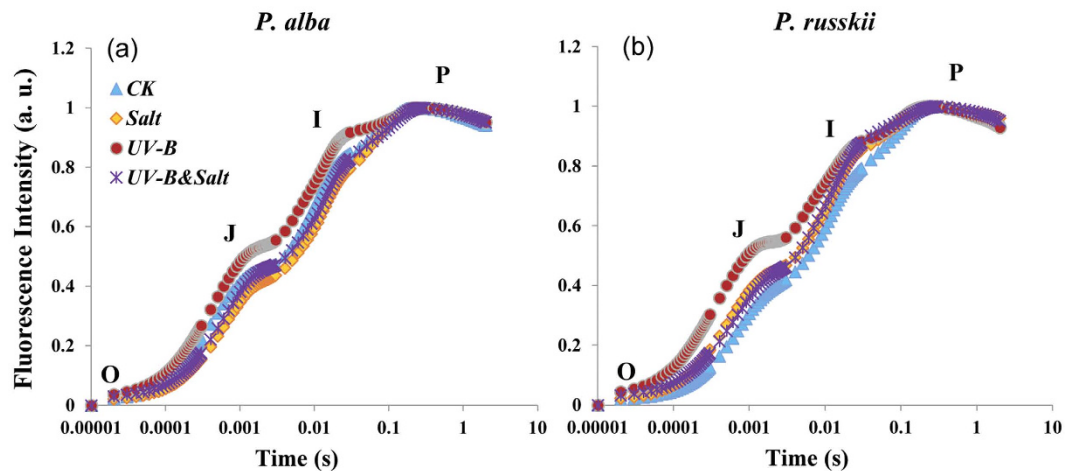 P. alba
(a)
Fluorescence Intensity (a. u.)
1.2
1
0.8
0.6
0.4
0.2
0
CK
Salt
UV-B
UV-B&Salt
O
J
I
P
0.00001 0.0001 0.001 0.01 0.1 1 10
Time (s)
P. russkii
(b)
1.2
1
0.8
0.6
0.4
0.2
0
O
J
I
P
0.00001 0.0001 0.001 0.01 0.1 1 10
Time (s)